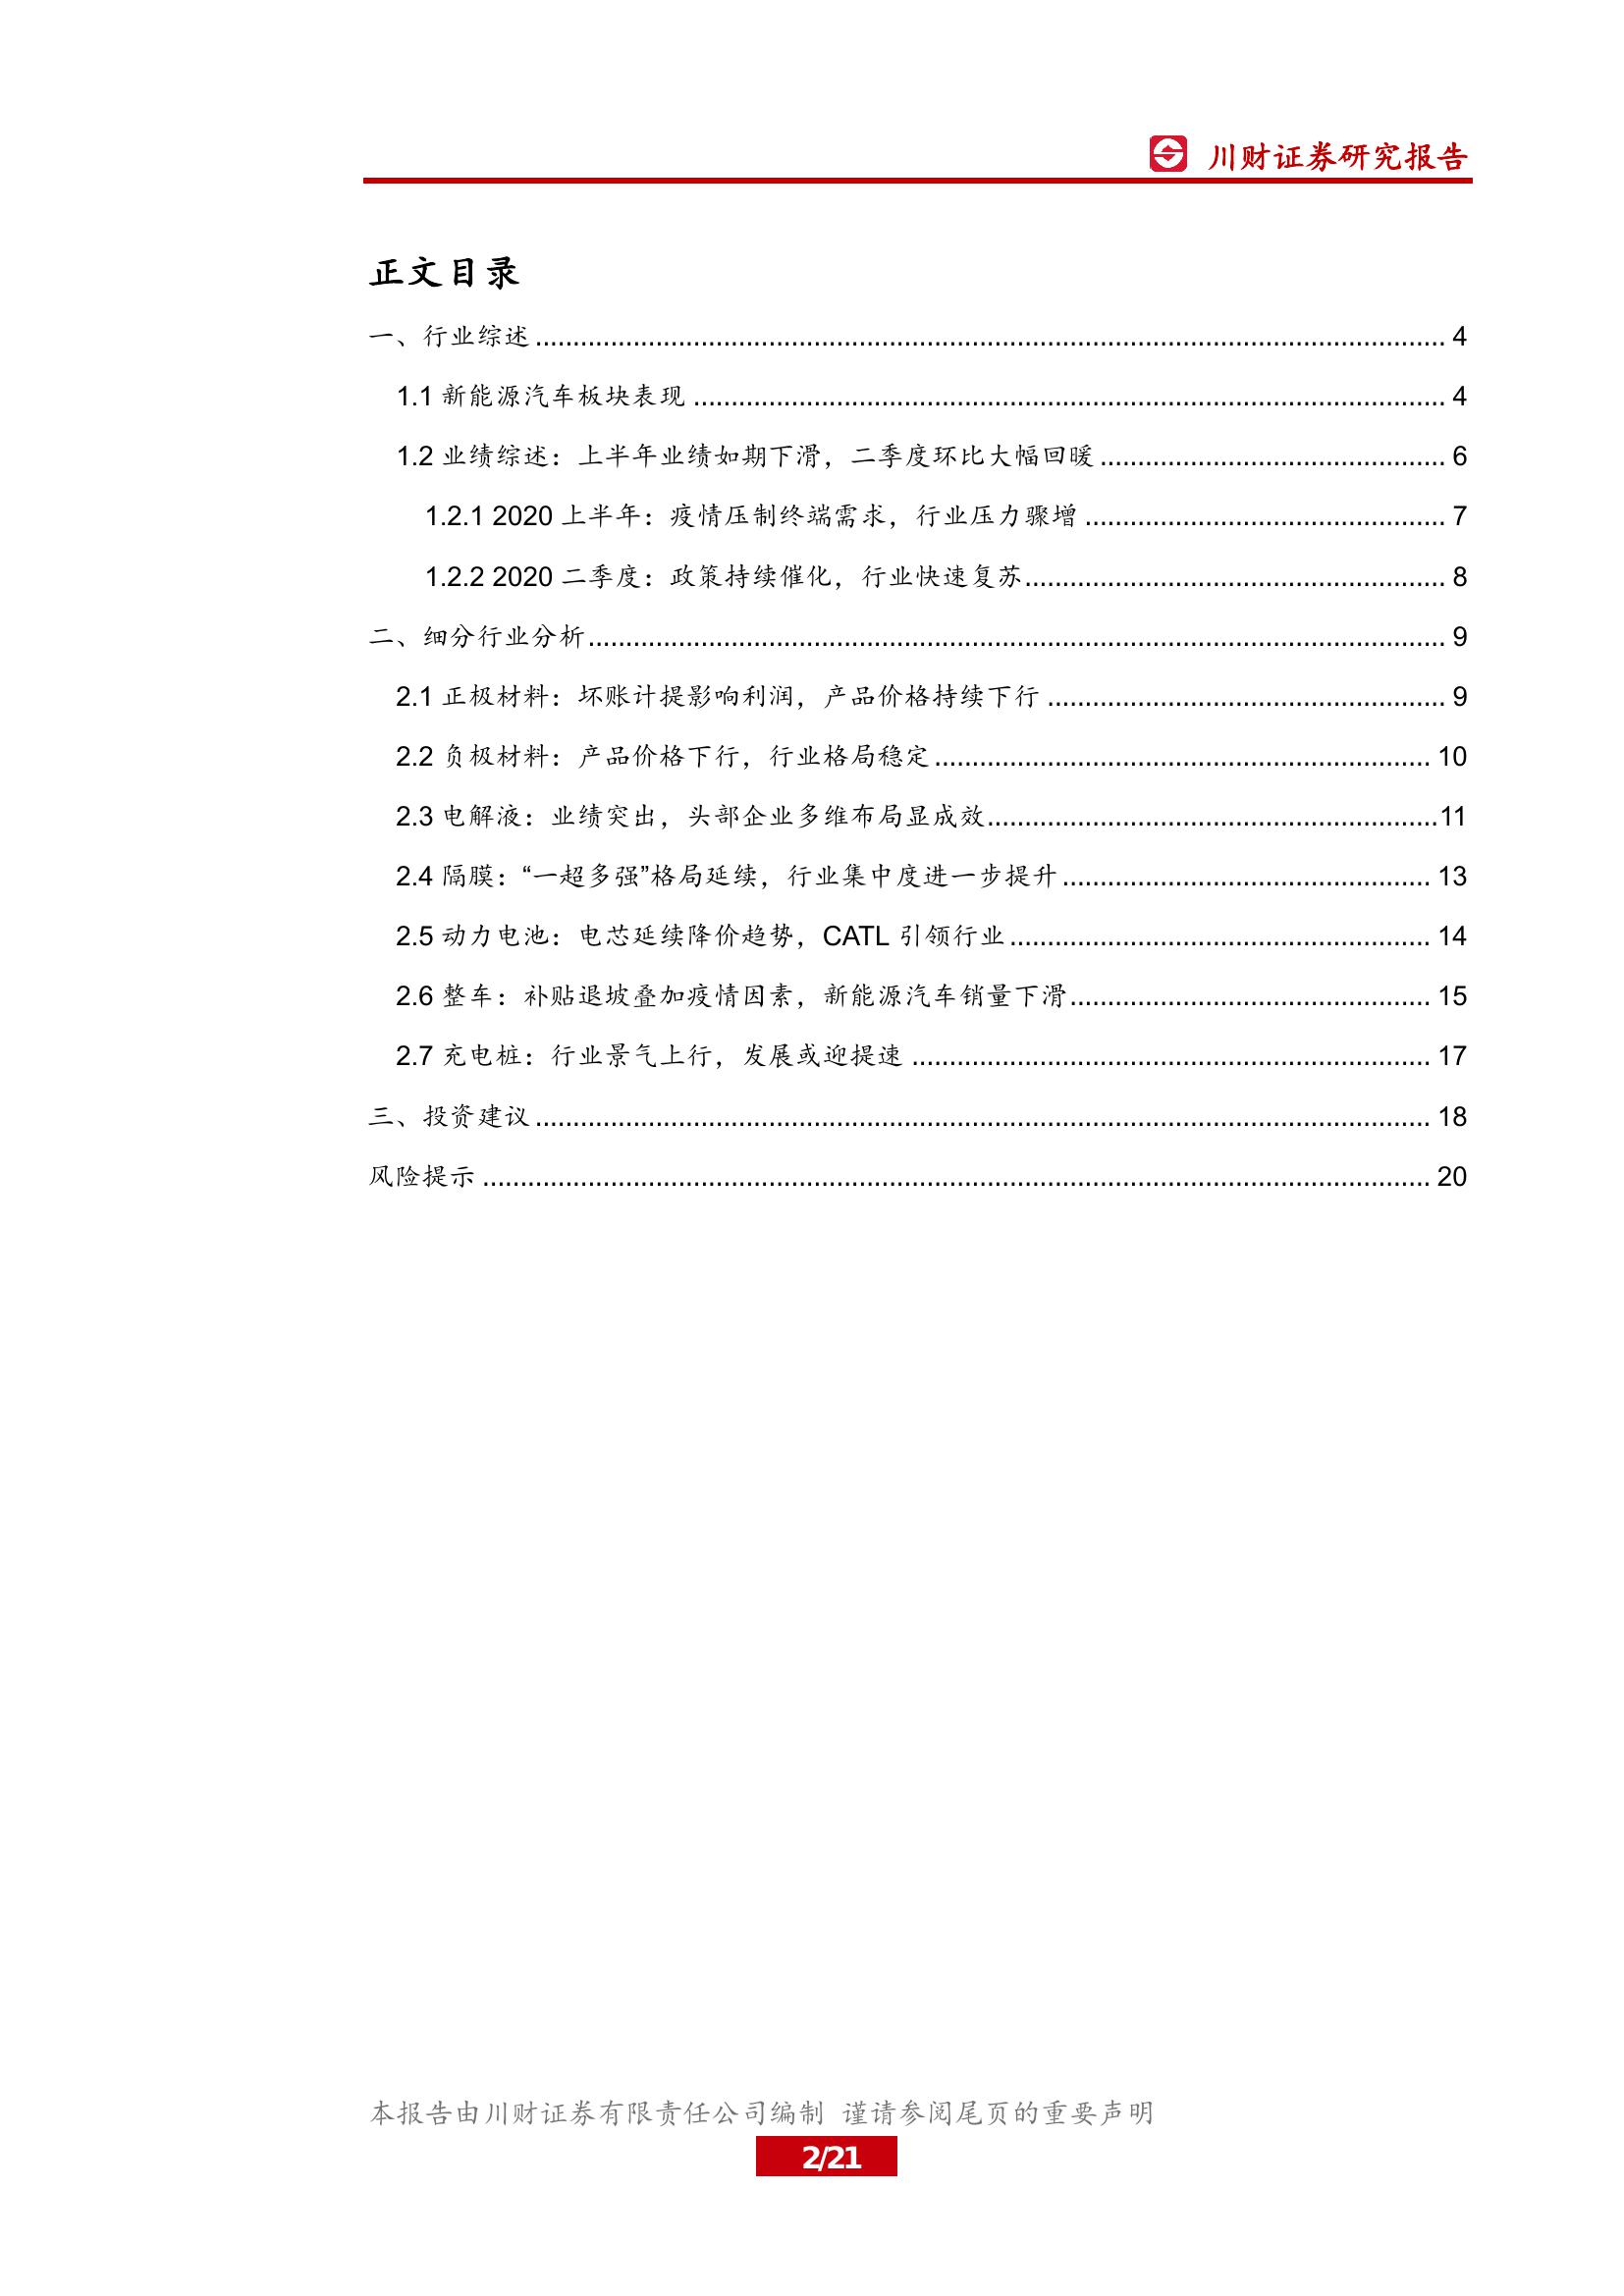 川财证券研究报告
正文目录
一、行业综述 ........................................ 4
1.1 新能源汽车板块表现 ........................................ 4
1.2 业绩综述：上半年业绩如期下滑，二季度环比大幅回暖 ........................................ 6
1.2.1 2020 上半年：疫情压制终端需求，行业压力骤增 ........................................ 7
1.2.2 2020 二季度：政策持续催化，行业快速复苏 ........................................ 8
二、细分行业分析 ........................................ 9
2.1 正极材料：坏账计提影响利润，产品价格持续下行 ........................................ 9
2.2 负极材料：产品价格下行，行业格局稳定 ........................................ 10
2.3 电解液：业绩突出，头部企业多维布局显成效 ........................................ 11
2.4 隔膜：“一超多强”格局延续，行业集中度进一步提升 ........................................ 13
2.5 动力电池：电芯延续降价趋势，CATL 引领行业 ........................................ 14
2.6 整车：补贴退坡叠加疫情因素，新能源汽车销量下滑 ........................................ 15
2.7 充电桩：行业景气上行，发展或迎提速 ........................................ 17
三、投资建议 ........................................ 18
风险提示 ........................................ 20
本报告由川财证券有限责任公司编制 谨请参阅尾页的重要声明
2/21